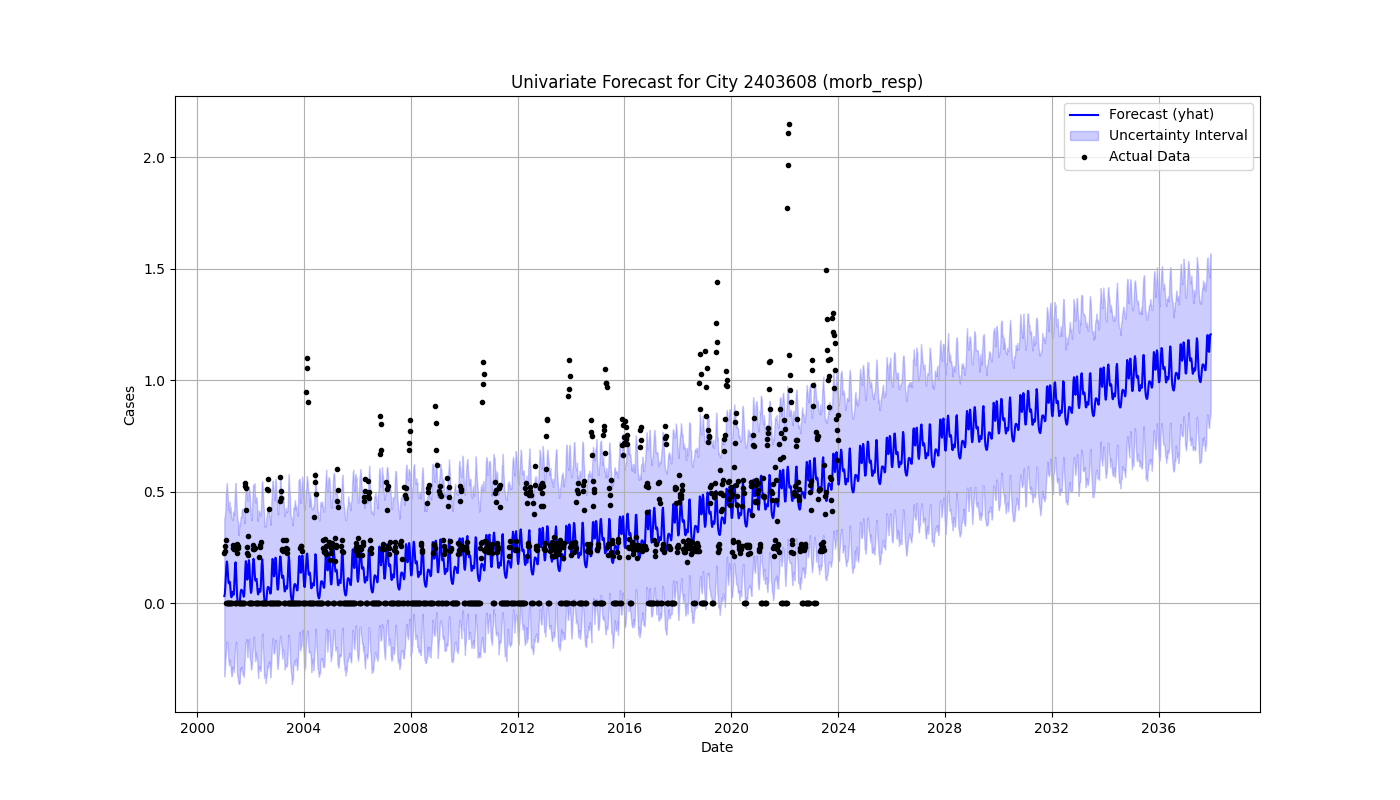 Univariate Forecast for City 2403608 (morb_resp)
Forecast (yhat)
Uncertainty Interval
Actual Data
Cases
2.0
1.5
1.0
0.5
0.0
2000 2004 2008 2012 2016 2020 2024 2028 2032 2036
Date